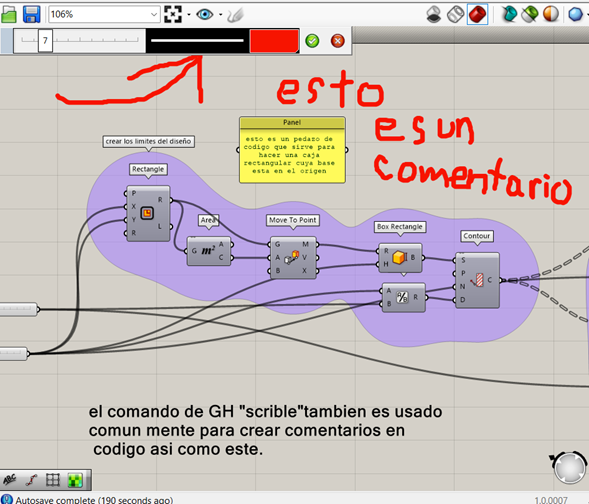 106%
7
esto
es un
comentario
Panel
esto es un pedazo de
codigo que sirve para
hacer una caja
rectangular cuya base
esta en el origen
crear los limites del diseño
Rectangle
P
X
Y
R
R
L
Area
G
m²
A
C
Move To Point
G
A
B
M
V
X
Box Rectangle
R
H
B
A
B
A/B
R
Contour
S
P
N
D
C
el comando de GH "scrible"tambien es usado
comun mente para crear comentarios en
codigo asi como este.
ABC
Autosave complete (190 seconds ago)
1.0.0007